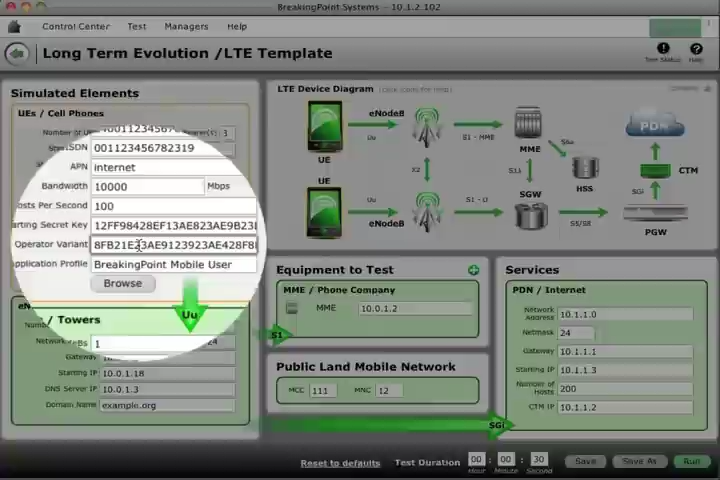 BreakingPoint Systems - 10.1.2.102
Control Center Test Managers Help
Long Term Evolution /LTE Template
Test Status
Help
Simulated Elements
UEs / Cell Phones
3
001123456782319
APN internet
Bandwidth 10000 Mbps
Per Second 100
Secret Key 12FF98428EF13AE823AE9B23
Operator Variant
Application Profile BreakingPoint Mobile User
Browse
Uu
/ Towers
1
24
Gateway
Starting IP 10.0.1.18
DNS Server IP 10.0.1.3
Domain Name example.org
LTE Device Diagram (click icons for help)
UE
Uu
eNodeB
S1 - MME
MME
S6a
HSS
PDN
X2
S11
SGi
CTM
UE
Uu
eNodeB
S1 - U
SGW
S5/S8
PGW
Equipment to Test
MME / Phone Company
MME 10.0.1.2
S1
Public Land Mobile Network
MCC 111 MNC 12
SGi
Services
PDN / Internet
Network Address 10.1.1.0
Netmask 24
Gateway 10.1.1.1
Starting IP 10.1.1.3
Number of Hosts 200
CTM IP 10.1.1.2
Reset to defaults Test Duration 00 : 00 : 30 Save Save As Run
Hour Minute Second